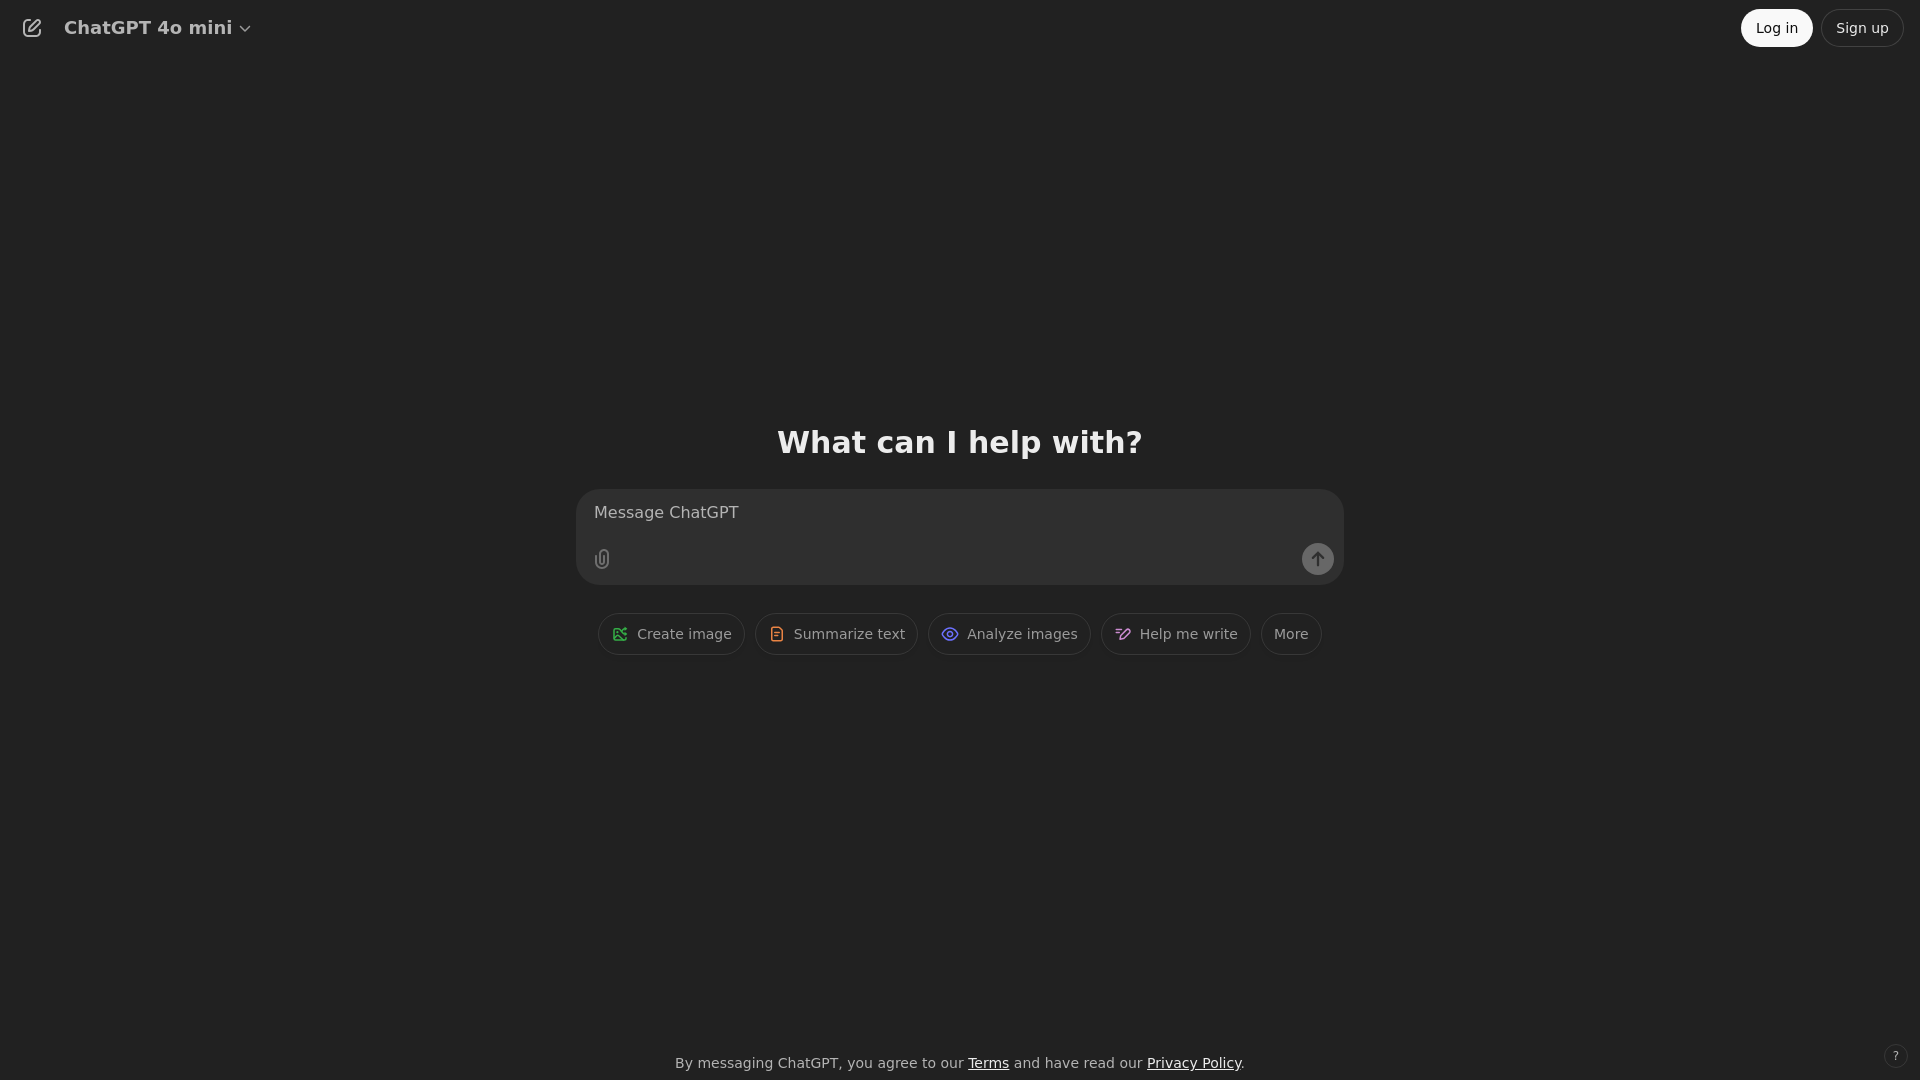 ChatGPT 4o mini
Log in
Sign up
What can I help with?
Message ChatGPT
Create image
Summarize text
Analyze images
Help me write
More
By messaging ChatGPT, you agree to our Terms and have read our Privacy Policy.
?